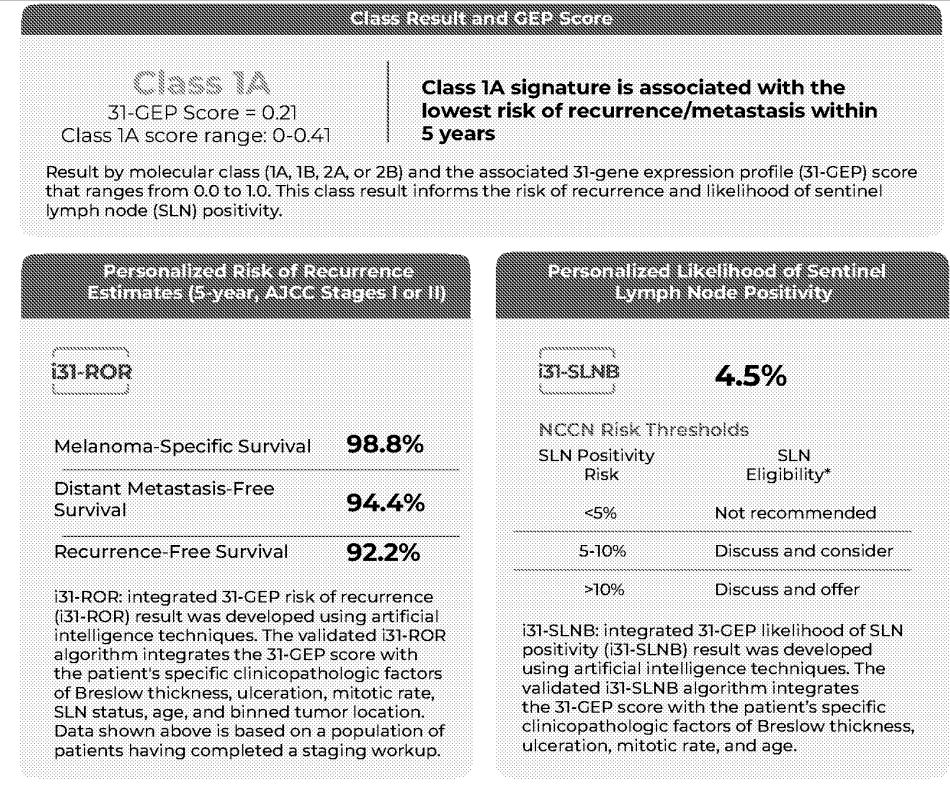 Class Result and GEP Score
Class 1A
31-GEP Score = 0.21
Class 1A score range: 0-0.41
Class 1A signature is associated with the
lowest risk of recurrence/metastasis within
5 years
Result by molecular class (1A, 1B, 2A, or 2B) and the associated 31-gene expression profile (31-GEP) score
that ranges from 0.0 to 1.0. This class result informs the risk of recurrence and likelihood of sentinel
lymph node (SLN) positivity.
Personalized Risk of Recurrence
Estimates (5-year, AJCC Stages I or II)
i31-ROR
Melanoma-Specific Survival 98.8%
Distant Metastasis-Free
Survival 94.4%
Recurrence-Free Survival 92.2%
i31-ROR: integrated 31-GEP risk of recurrence
(i31-ROR) result was developed using artificial
intelligence techniques. The validated i31-ROR
algorithm integrates the 31-GEP score with
the patient's specific clinicopathologic factors
of Breslow thickness, ulceration, mitotic rate,
SLN status, age, and binned tumor location.
Data shown above is based on a population of
patients having completed a staging workup.
Personalized Likelihood of Sentinel
Lymph Node Positivity
i31-SLNB 4.5%
NCCN Risk Thresholds
SLN Positivity SLN
Risk Eligibility*
<5% Not recommended
5-10% Discuss and consider
>10% Discuss and offer
i31-SLNB: integrated 31-GEP likelihood of SLN
positivity (i31-SLNB) result was developed
using artificial intelligence techniques. The
validated i31-SLNB algorithm integrates
the 31-GEP score with the patient's specific
clinicopathologic factors of Breslow thickness,
ulceration, mitotic rate, and age.